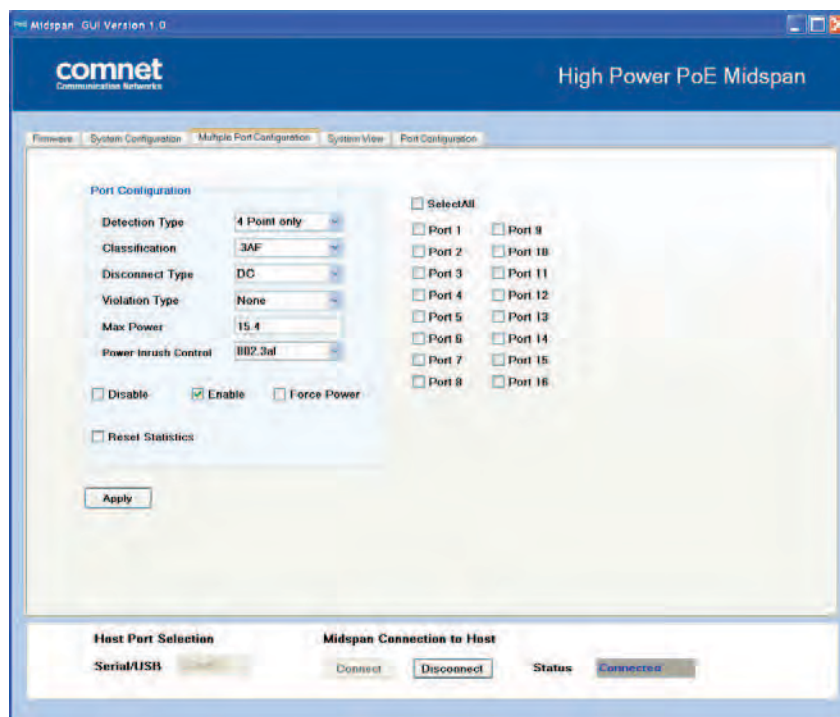 Midspan GUI Version 1.0
comnet
Communication Networks
High Power PoE Midspan
Firmware System Configuration Multiple Port Configuration System View Port Configuration
Port Configuration
Detection Type 4 Point only
Classification 3AF
Disconnect Type DC
Violation Type None
Max Power 15.4
Power Inrush Control 802.3af
Disable Enable Force Power
Reset Statistics
Apply
SelectAll
Port 1 Port 9
Port 2 Port 10
Port 3 Port 11
Port 4 Port 12
Port 5 Port 13
Port 6 Port 14
Port 7 Port 15
Port 8 Port 16
Host Port Selection
Serial/USB
Midspan Connection to Host
Connect Disconnect Status Connected